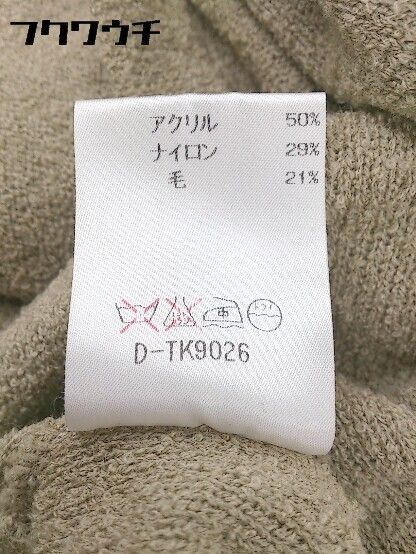 フクワウチ
アクリル 50%
ナイロン 29%
毛 21%
D-TK9026